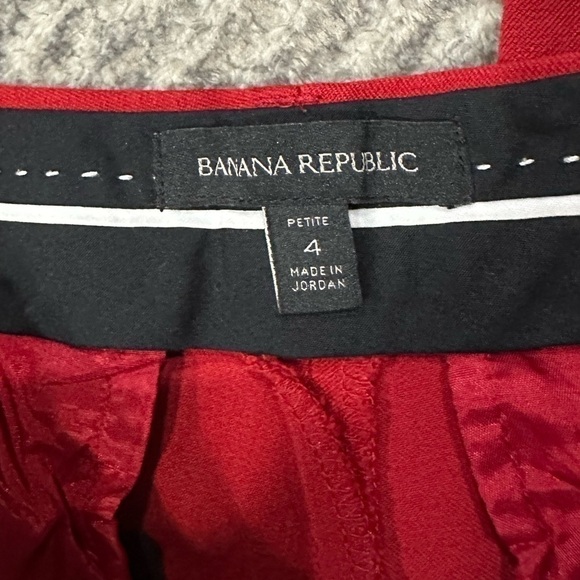 BANANA REPUBLIC
PETITE
4
MADE IN
JORDAN